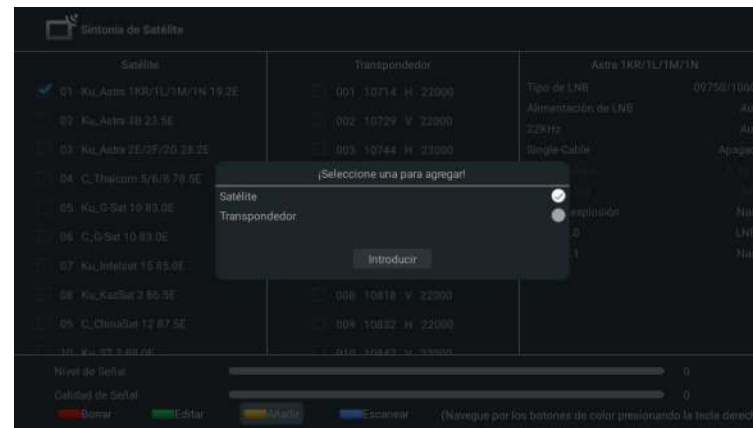 Sintonía de Satélite
Satélite
Transpondedor
Astra 1KR/1L/1M/1N
01 Ku_Astra 1KR/1L/1M/1N 19.2E
001 10714 H 22000
Tipo de LNB
02 Ku_Astra 3B 23.5E
002 10729 V 22000
Alimentación de LNB
Au
22KHz
Au
03 Ku_Astra 2E/2F/2G 28.2E
003 10744 H 22000
Single-Cable
04 C_Thaicom 5/6/8 78.5E
¡Seleccione una para agregar!
Satélite
Transpondedor
Introducir
05 Ku_G-Sat 10 83.0E
explosión
Na
06 C_G-Sat 10 83.0E
07 Ku_Intelsat 15 85.0E
08 Ku_KazSat 2 86.5E
008 10818 V 22000
09 C_ChinaSat 12 87.5E
009 10832 H 22000
Nivel de Señal
0
Calidad de Señal
0
Borrar
Editar
Añadir
Escanear
(Navegue por los botones de color presionando la tecla derech